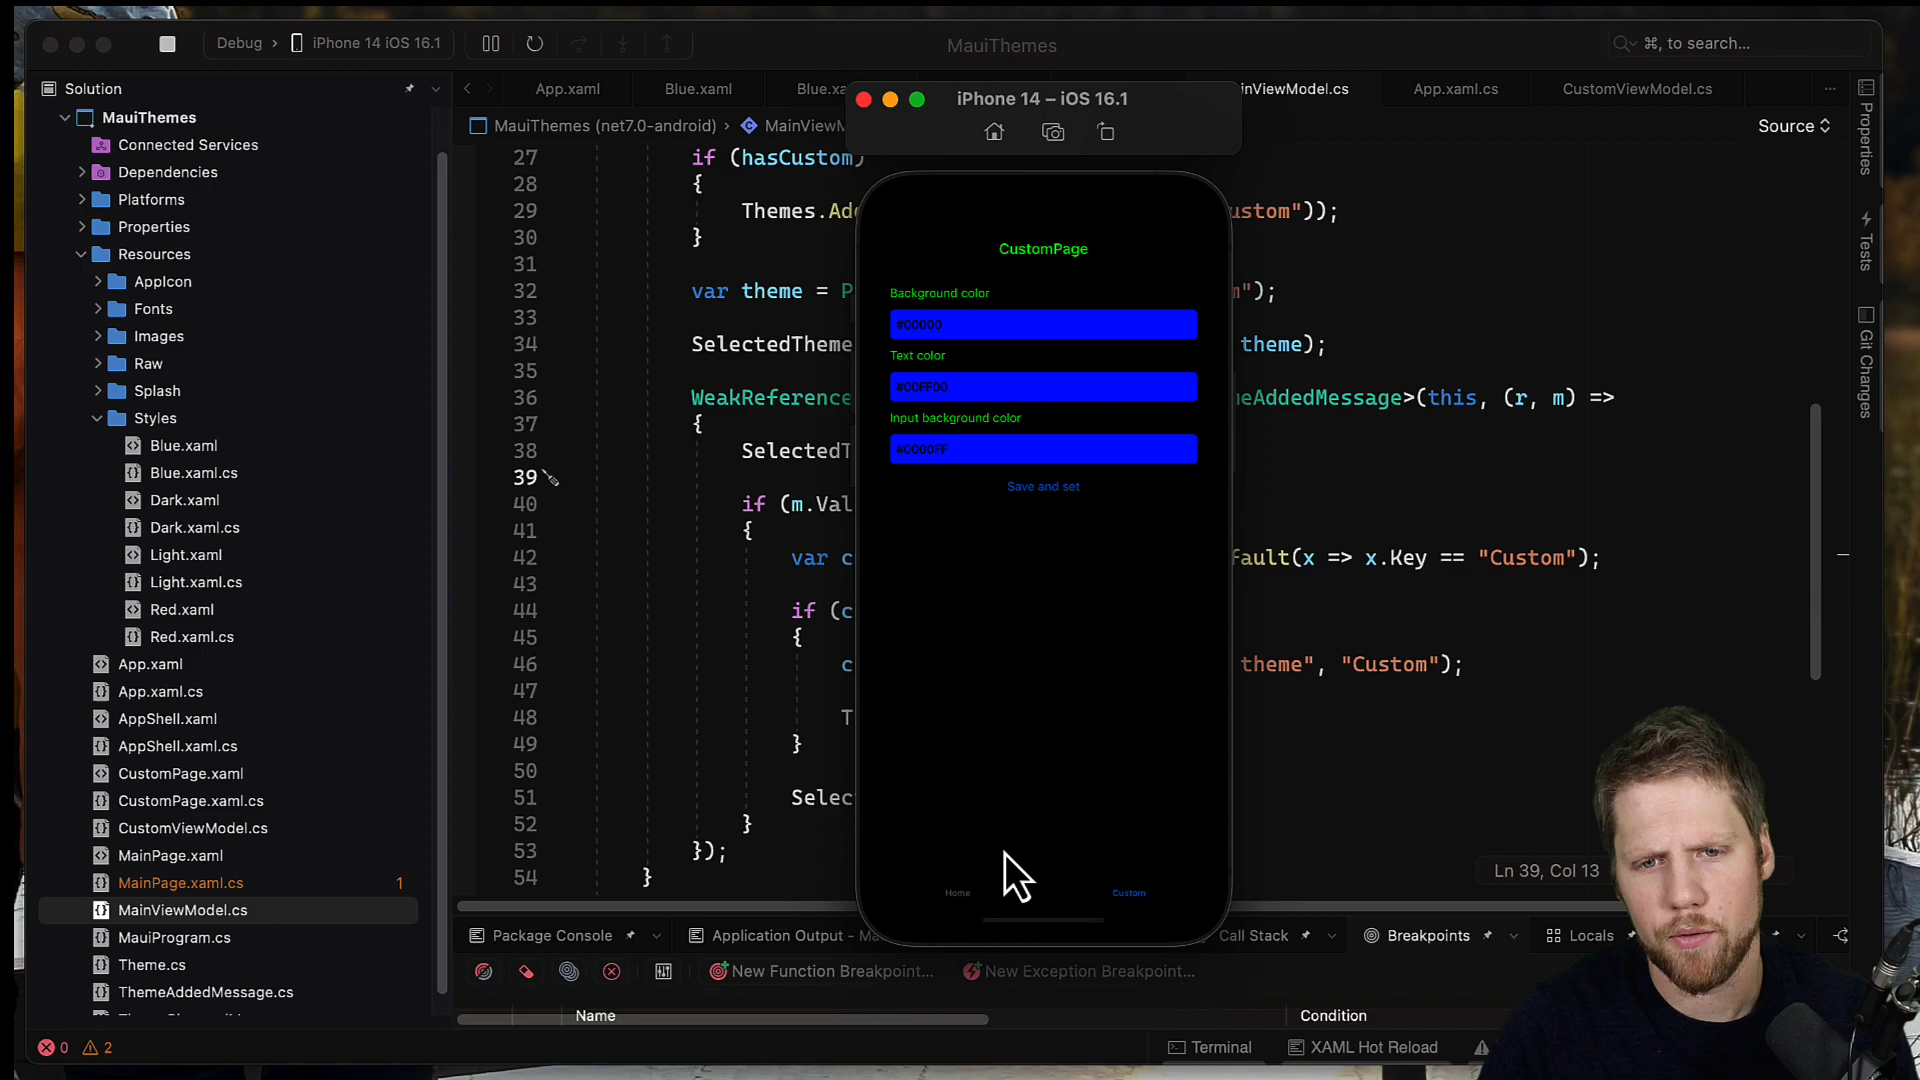 Debug › iPhone 14 iOS 16.1
MauiThemes
⌘, to search...
Solution
App.xaml
Blue.xaml
Blue.xa
inViewModel.cs
App.xaml.cs
CustomViewModel.cs
MauiThemes (net7.0-android) › MainViewM
Source
iPhone 14 – iOS 16.1
MauiThemes
Connected Services
Dependencies
Platforms
Properties
Resources
AppIcon
Fonts
Images
Raw
Splash
Styles
Blue.xaml
Blue.xaml.cs
Dark.xaml
Dark.xaml.cs
Light.xaml
Light.xaml.cs
Red.xaml
Red.xaml.cs
App.xaml
App.xaml.cs
AppShell.xaml
AppShell.xaml.cs
CustomPage.xaml
CustomPage.xaml.cs
CustomViewModel.cs
MainPage.xaml
MainPage.xaml.cs 1
MainViewModel.cs
MauiProgram.cs
Theme.cs
ThemeAddedMessage.cs
27 if (hasCustom)
28 {
29 Themes.Add ustom"));
30 }
31
32 var theme = P m");
33
34 SelectedTheme theme);
35
36 WeakReference eAddedMessage>(this, (r, m) =>
37 {
38 SelectedT
39
40 if (m.Val
41 {
42 var c fault(x => x.Key == "Custom");
43
44 if (c
45 {
46 c theme", "Custom");
47
48 T
49 }
50
51 Selec
52 }
53 });
54 }
CustomPage
Background color
#00000
Text color
#00FF00
Input background color
#0000FF
Save and set
Home
Custom
Ln 39, Col 13
Properties
Tests
Git Changes
Package Console
Application Output - Ma
Call Stack
Breakpoints
Locals
New Function Breakpoint...
New Exception Breakpoint...
Name
Condition
0 2
Terminal
XAML Hot Reload